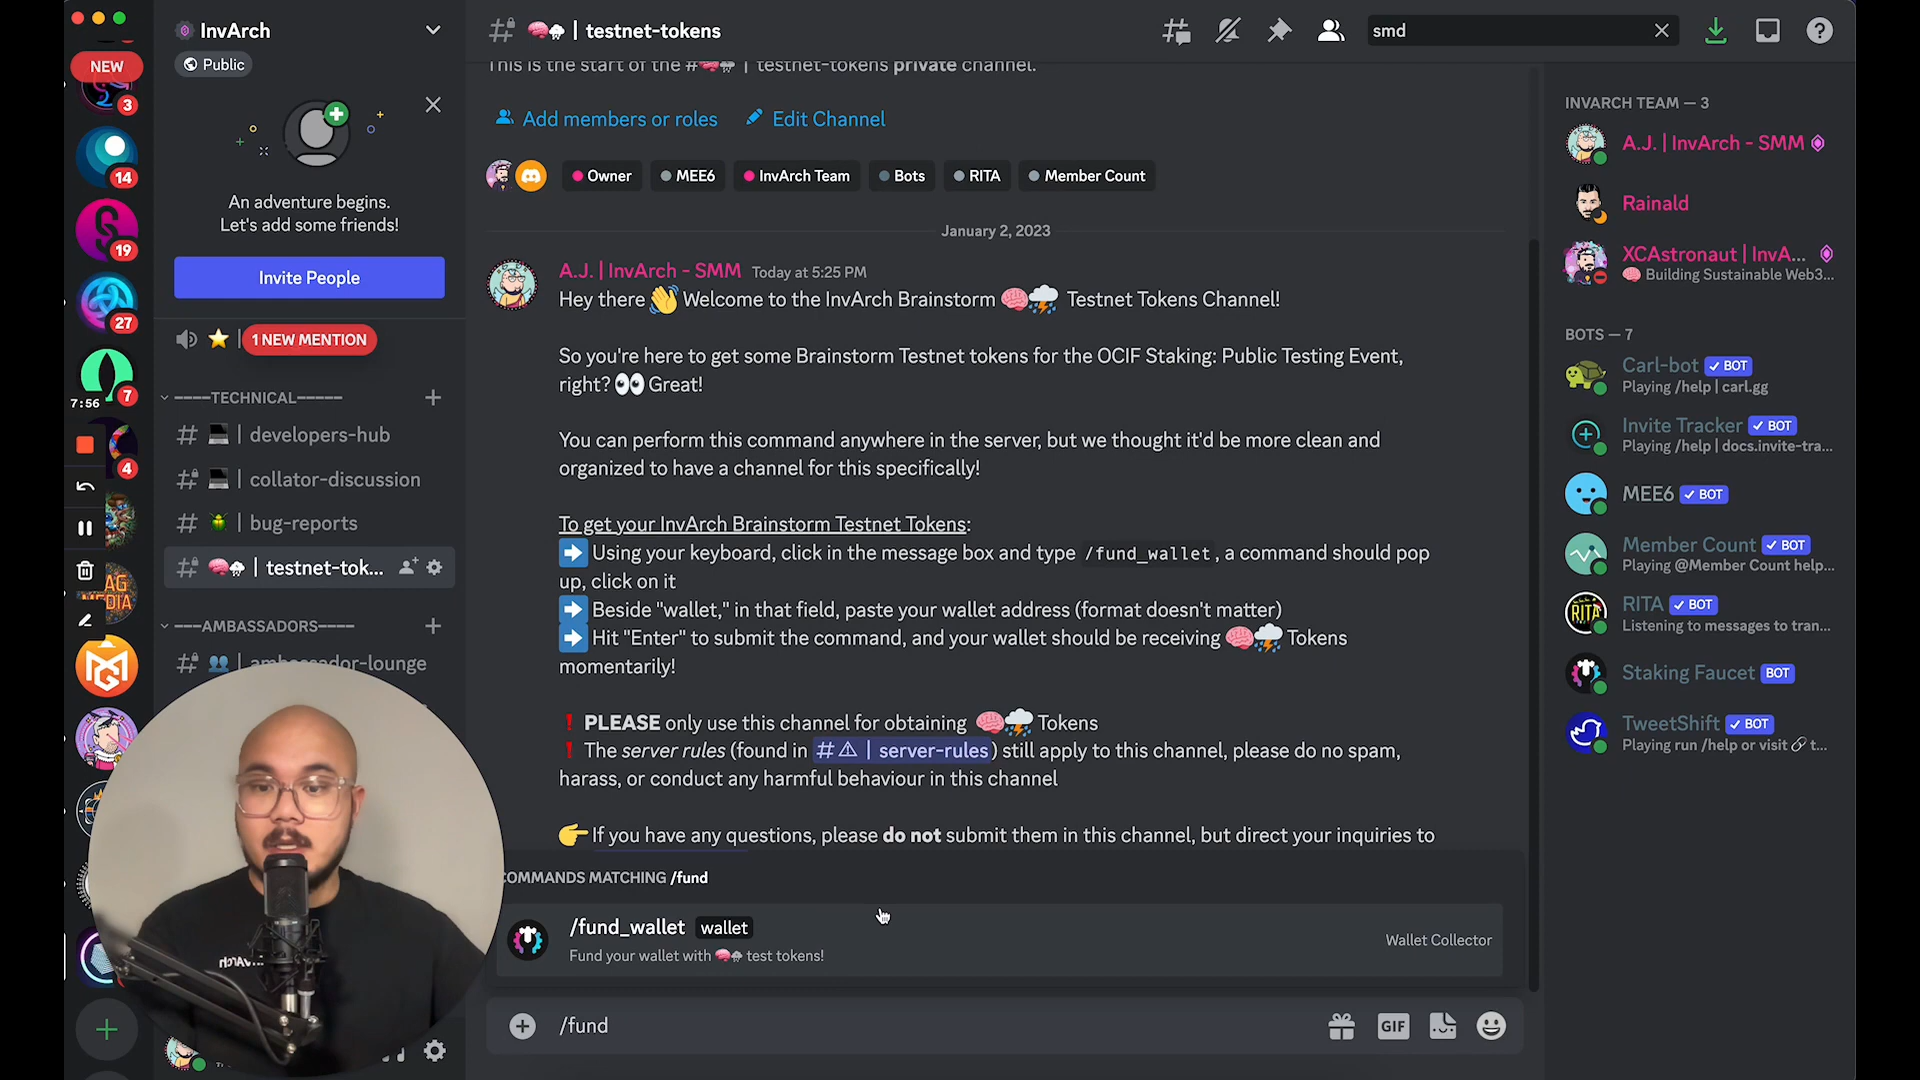 NEW
3
14
19
27
7
7:56
4
AG
InvArch
Public
An adventure begins.
Let's add some friends!
Invite People
1 NEW MENTION
TECHNICAL
developers-hub
collator-discussion
bug-reports
testnet-tok...
AMBASSADORS
ambassador-lounge
| testnet-tokens
smd
This is the start of the # | testnet-tokens private channel.
Add members or roles Edit Channel
Owner MEE6 InvArch Team Bots RITA Member Count
January 2, 2023
A.J. | InvArch - SMM Today at 5:25 PM
Hey there 👋 Welcome to the InvArch Brainstorm 🧠⛈️ Testnet Tokens Channel!
So you're here to get some Brainstorm Testnet tokens for the OCIF Staking: Public Testing Event,
right? 👀 Great!
You can perform this command anywhere in the server, but we thought it'd be more clean and
organized to have a channel for this specifically!
To get your InvArch Brainstorm Testnet Tokens:
➡️ Using your keyboard, click in the message box and type /fund_wallet, a command should pop
up, click on it
➡️ Beside "wallet," in that field, paste your wallet address (format doesn't matter)
➡️ Hit "Enter" to submit the command, and your wallet should be receiving 🧠⛈️ Tokens
momentarily!
❗ PLEASE only use this channel for obtaining 🧠⛈️ Tokens
❗ The server rules (found in #⚠ | server-rules) still apply to this channel, please do no spam,
harass, or conduct any harmful behaviour in this channel
👉 If you have any questions, please do not submit them in this channel, but direct your inquiries to
COMMANDS MATCHING /fund
/fund_wallet wallet
Fund your wallet with 🧠🌩 test tokens!
Wallet Collector
/fund
GIF
INVARCH TEAM — 3
A.J. | InvArch - SMM
Rainald
XCAstronaut | InvA...
🧠 Building Sustainable Web3...
BOTS — 7
Carl-bot ✓ BOT
Playing /help | carl.gg
Invite Tracker ✓ BOT
Playing /help | docs.invite-tra...
MEE6 ✓ BOT
Member Count ✓ BOT
Playing @Member Count help...
RITA ✓ BOT
Listening to messages to tran...
Staking Faucet BOT
TweetShift ✓ BOT
Playing run /help or visit 🔗 t...